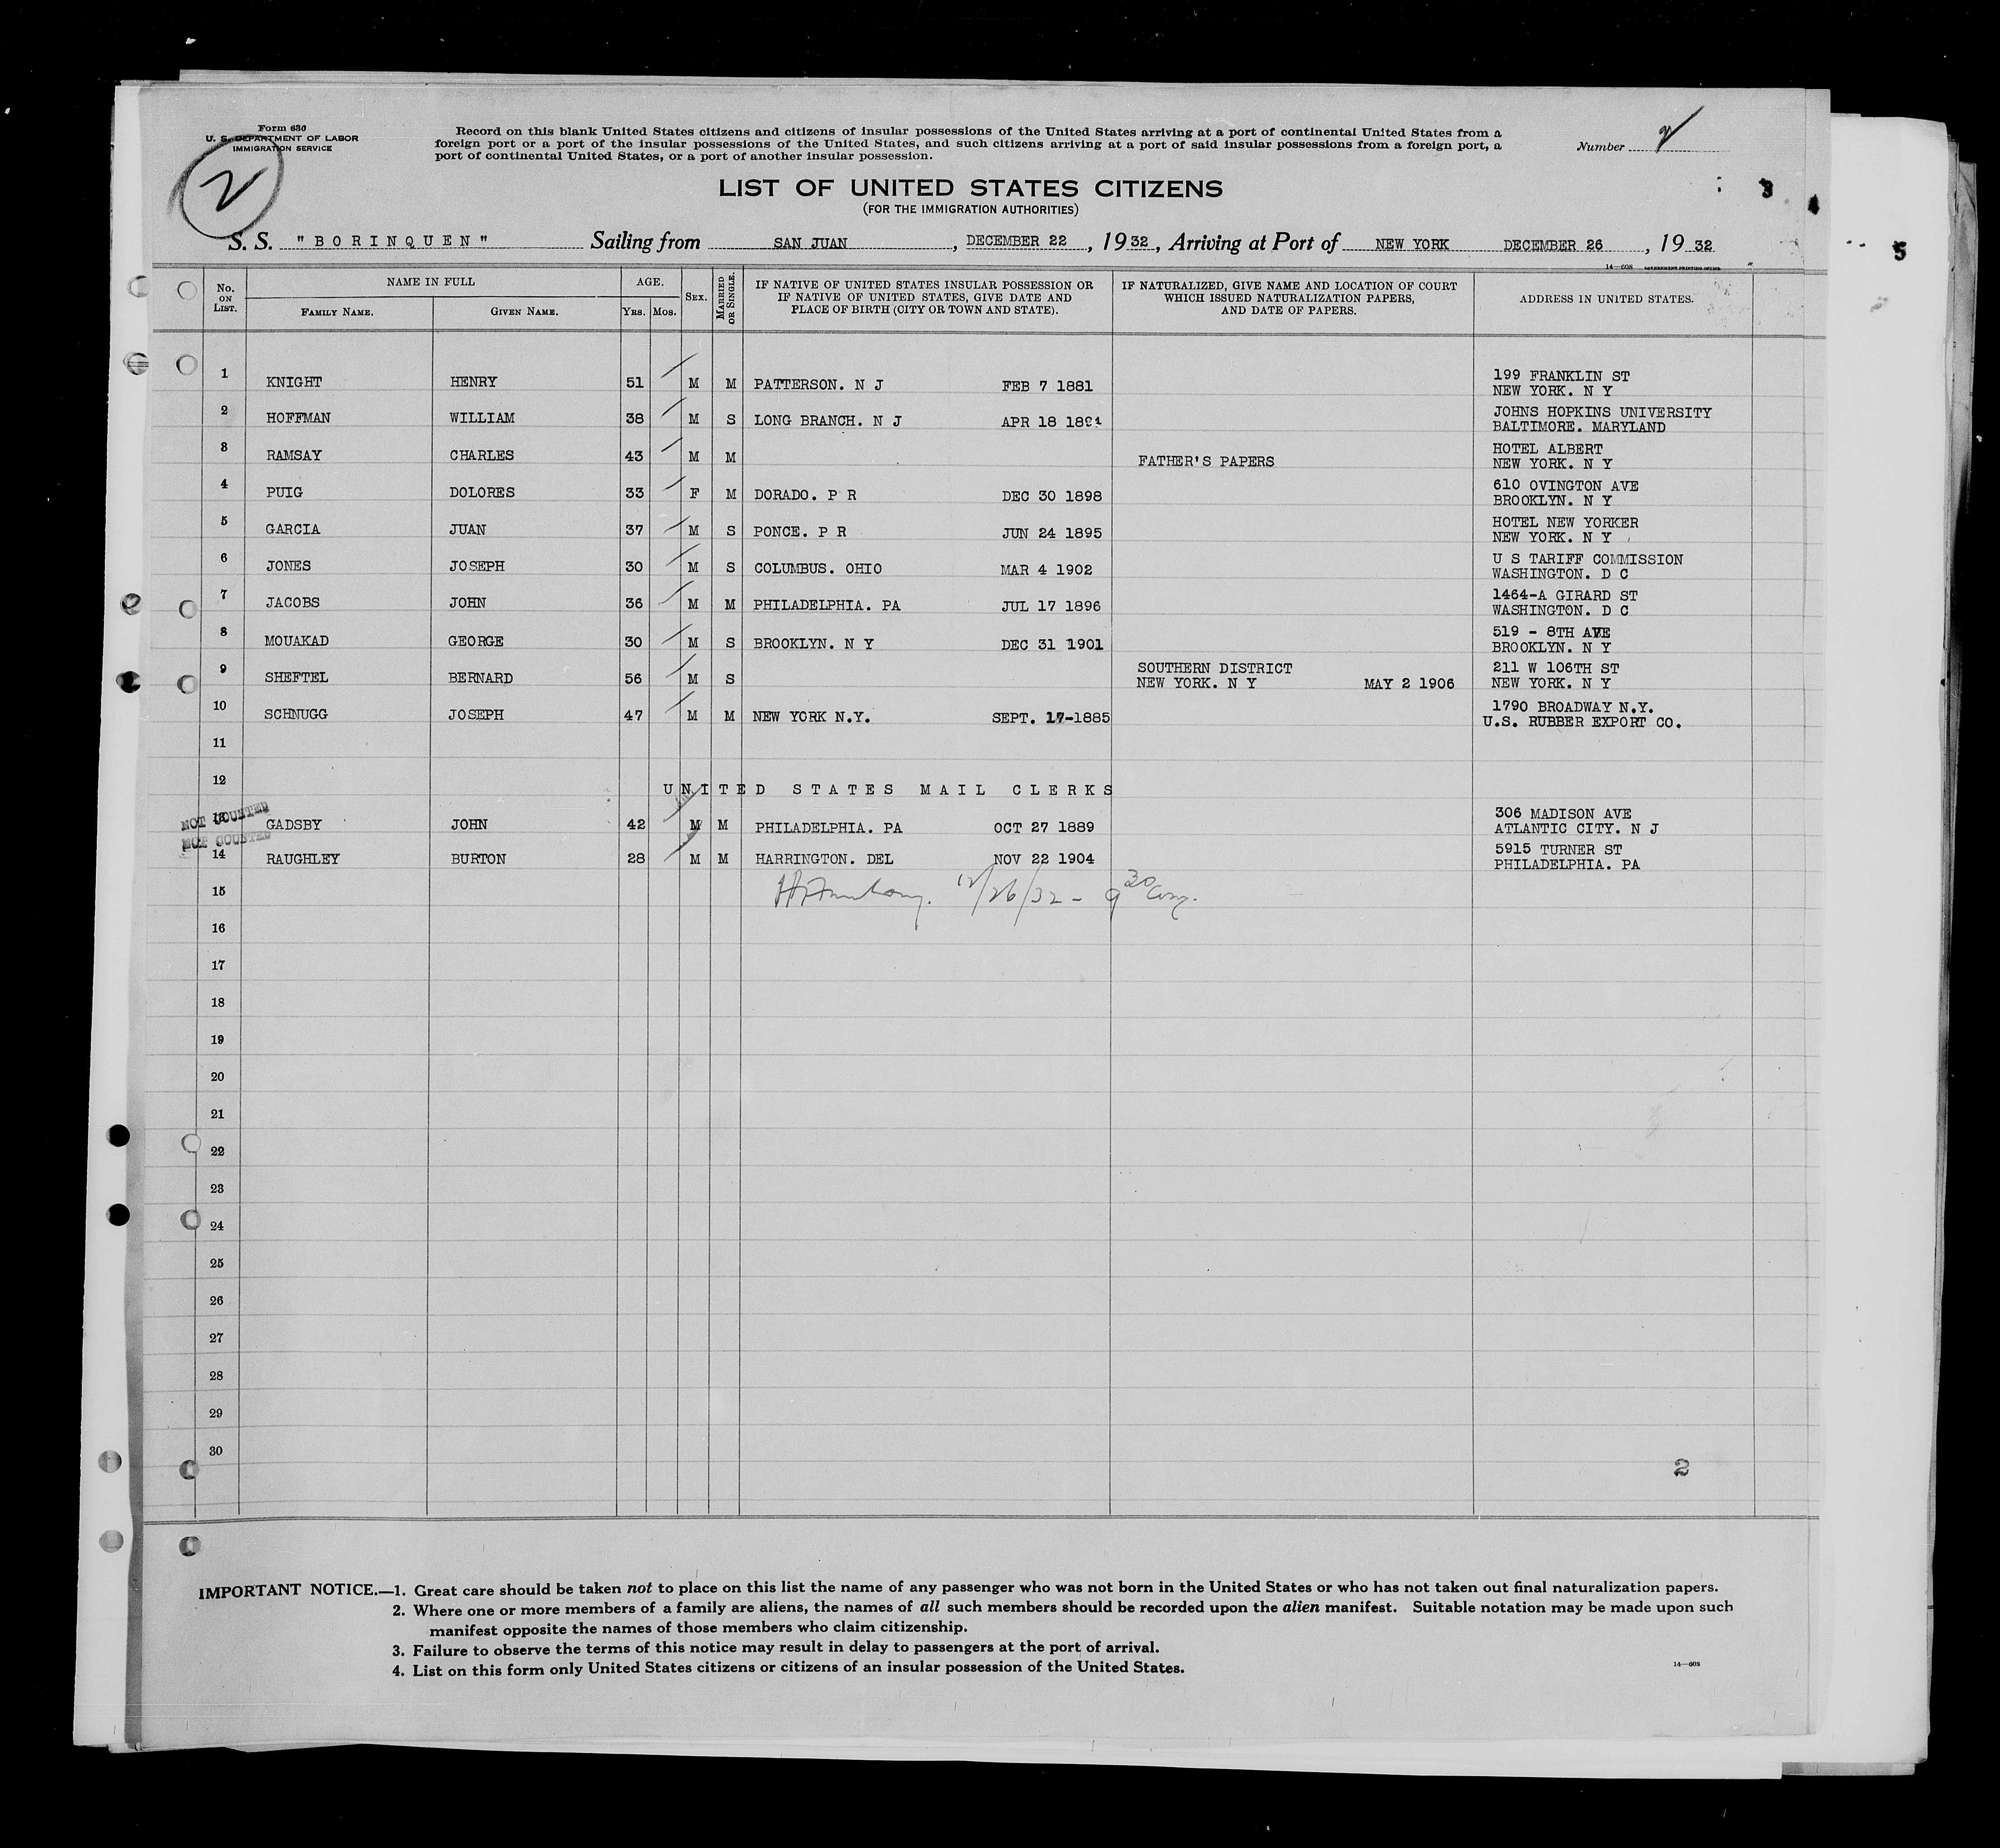 Form 630
U. S. DEPARTMENT OF LABOR
IMMIGRATION SERVICE
2
Record on this blank United States citizens and citizens of insular possessions of the United States arriving at a port of continental United States from a
foreign port or a port of the insular possessions of the United States, and such citizens arriving at a port of said insular possessions from a foreign port, a
port of continental United States, or a port of another insular possession.
Number 2
LIST OF UNITED STATES CITIZENS
(FOR THE IMMIGRATION AUTHORITIES)
3
4
5
S. S. "BORINQUEN" Sailing from SAN JUAN, DECEMBER 22, 1932, Arriving at Port of NEW YORK DECEMBER 26, 1932
14—608 GOVERNMENT PRINTING OFFICE
No. ON LIST. NAME IN FULL FAMILY NAME. GIVEN NAME. AGE. YRS. MOS. SEX. MARRIED OR SINGLE. IF NATIVE OF UNITED STATES INSULAR POSSESSION OR IF NATIVE OF UNITED STATES, GIVE DATE AND PLACE OF BIRTH (CITY OR TOWN AND STATE). IF NATURALIZED, GIVE NAME AND LOCATION OF COURT WHICH ISSUED NATURALIZATION PAPERS, AND DATE OF PAPERS. ADDRESS IN UNITED STATES.
1 KNIGHT HENRY 51 M M PATTERSON. N J FEB 7 1881 199 FRANKLIN ST NEW YORK. N Y
2 HOFFMAN WILLIAM 38 M S LONG BRANCH. N J APR 18 1894 JOHNS HOPKINS UNIVERSITY BALTIMORE. MARYLAND
3 RAMSAY CHARLES 43 M M FATHER'S PAPERS HOTEL ALBERT NEW YORK. N Y
4 PUIG DOLORES 33 F M DORADO. P R DEC 30 1898 610 OVINGTON AVE BROOKLYN. N Y
5 GARCIA JUAN 37 M S PONCE. P R JUN 24 1895 HOTEL NEW YORKER NEW YORK. N Y
6 JONES JOSEPH 30 M S COLUMBUS. OHIO MAR 4 1902 U S TARIFF COMMISSION WASHINGTON. D C
7 JACOBS JOHN 36 M M PHILADELPHIA. PA JUL 17 1896 1464-A GIRARD ST WASHINGTON. D C
8 MOUAKAD GEORGE 30 M S BROOKLYN. N Y DEC 31 1901 519 - 8TH AVE BROOKLYN. N Y
9 SHEFTEL BERNARD 56 M S SOUTHERN DISTRICT NEW YORK. N Y MAY 2 1906 211 W 106TH ST NEW YORK. N Y
10 SCHNUGG JOSEPH 47 M M NEW YORK N.Y. SEPT. 17-1885 1790 BROADWAY N.Y. U.S. RUBBER EXPORT CO.
11
12 UNITED STATES MAIL CLERKS
NOT COUNTED
13 GADSBY JOHN 42 M M PHILADELPHIA. PA OCT 27 1889 306 MADISON AVE ATLANTIC CITY. N J
NOT COUNTED
14 RAUGHLEY BURTON 28 M M HARRINGTON. DEL NOV 22 1904 5915 TURNER ST PHILADELPHIA. PA
15 12/26/32 - 9 30
16
17
18
19
20
21
22
23
24
25
26
27
28
29
30
2
IMPORTANT NOTICE.—1. Great care should be taken not to place on this list the name of any passenger who was not born in the United States or who has not taken out final naturalization papers.
2. Where one or more members of a family are aliens, the names of all such members should be recorded upon the alien manifest. Suitable notation may be made upon such
manifest opposite the names of those members who claim citizenship.
3. Failure to observe the terms of this notice may result in delay to passengers at the port of arrival.
4. List on this form only United States citizens or citizens of an insular possession of the United States.
14—608